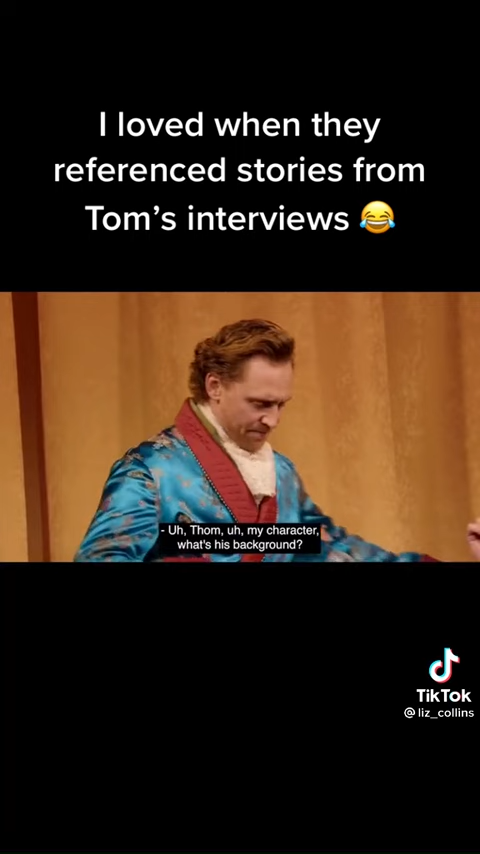 I loved when they
referenced stories from
Tom's interviews 😂
- Uh, Thom, uh, my character,
what's his background?
TikTok
@liz_collins